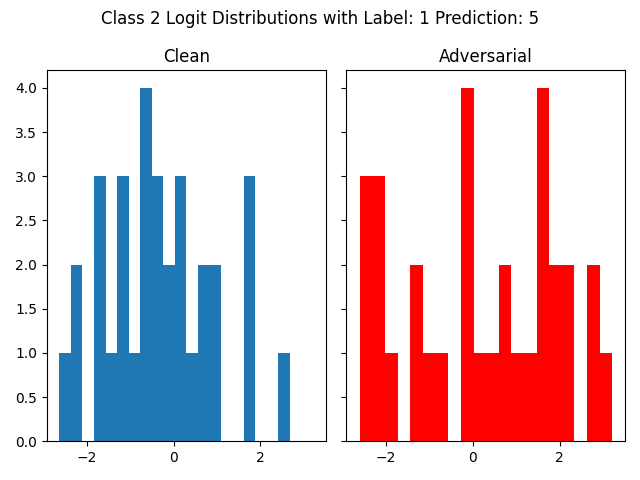 Class 2 Logit Distributions with Label: 1 Prediction: 5
Clean
Adversarial
4.0
3.5
3.0
2.5
2.0
1.5
1.0
0.5
0.0
−2 0 2
−2 0 2